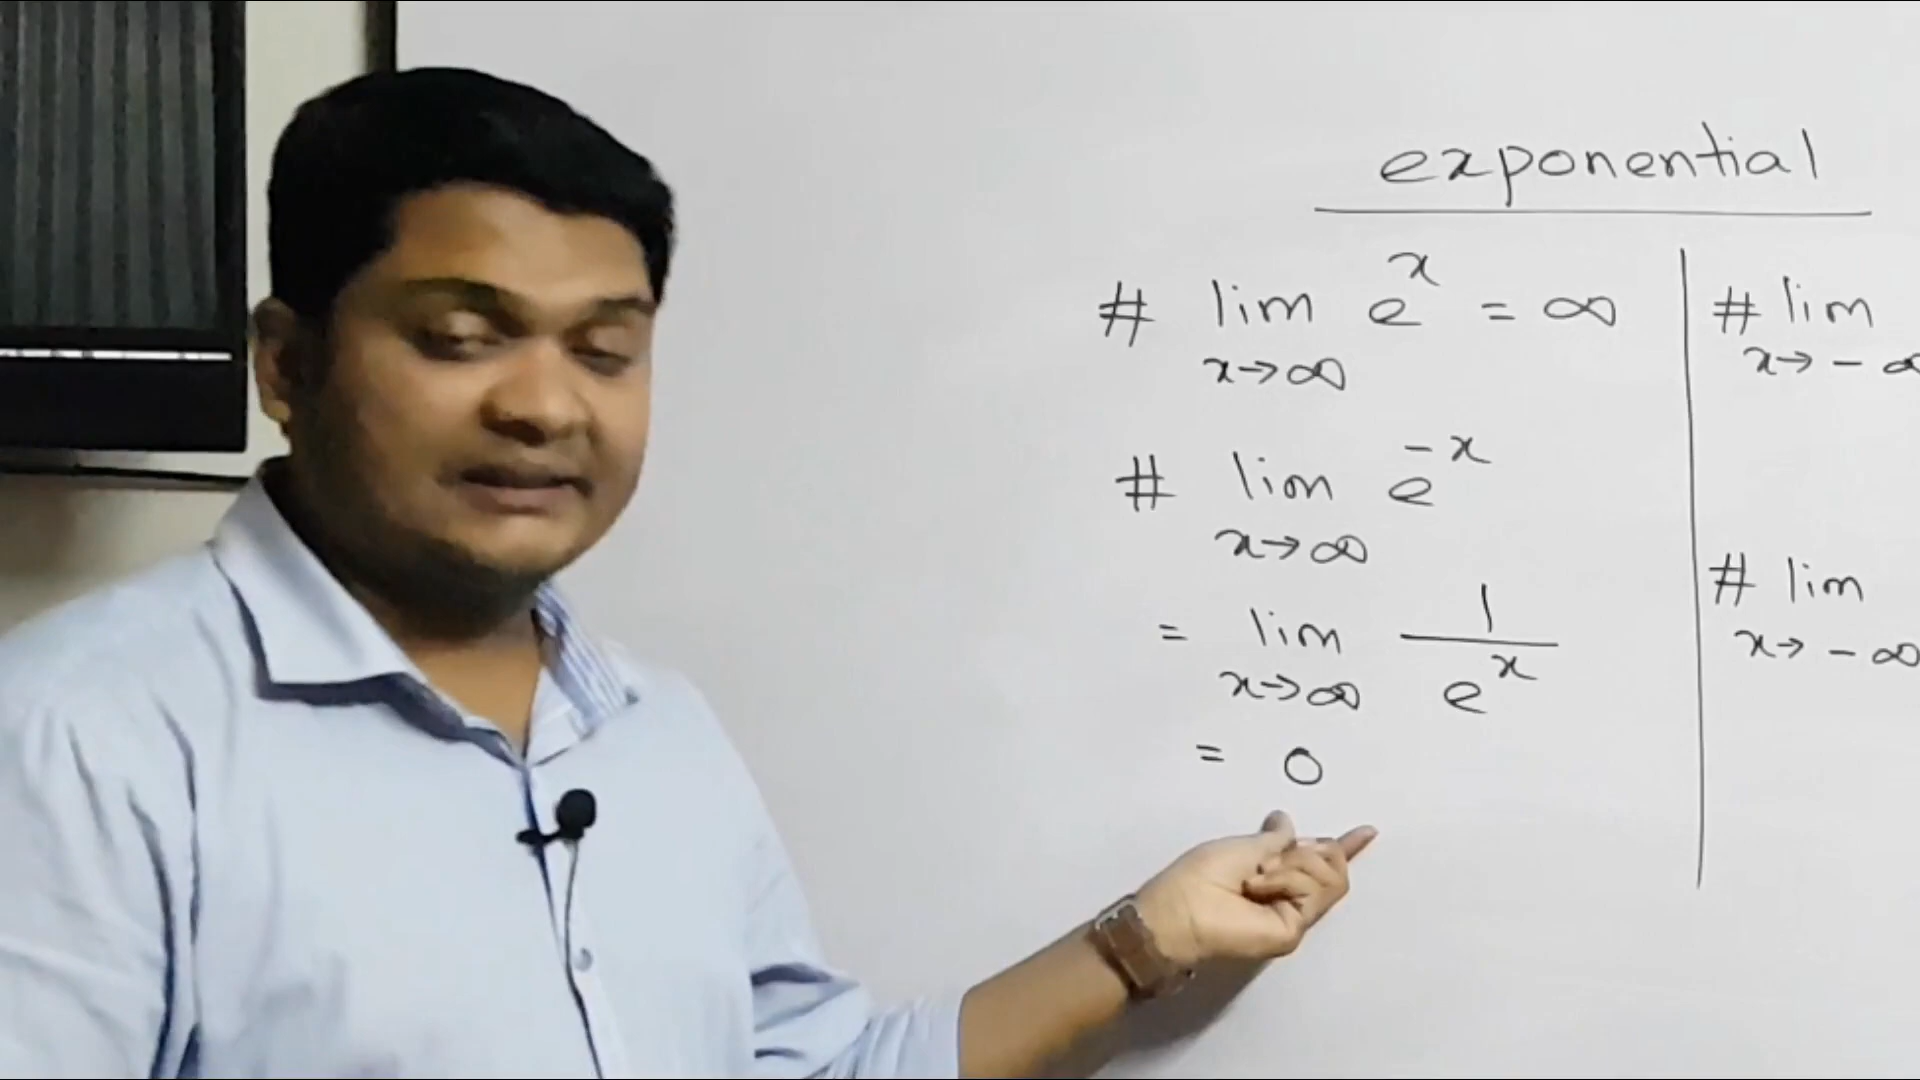 exponential
# lim e^x = ∞
x→∞
# lim e^-x
x→∞
= lim 1/e^x
x→∞
= 0
# lim
x→ - ∞
# lim
x→ - ∞